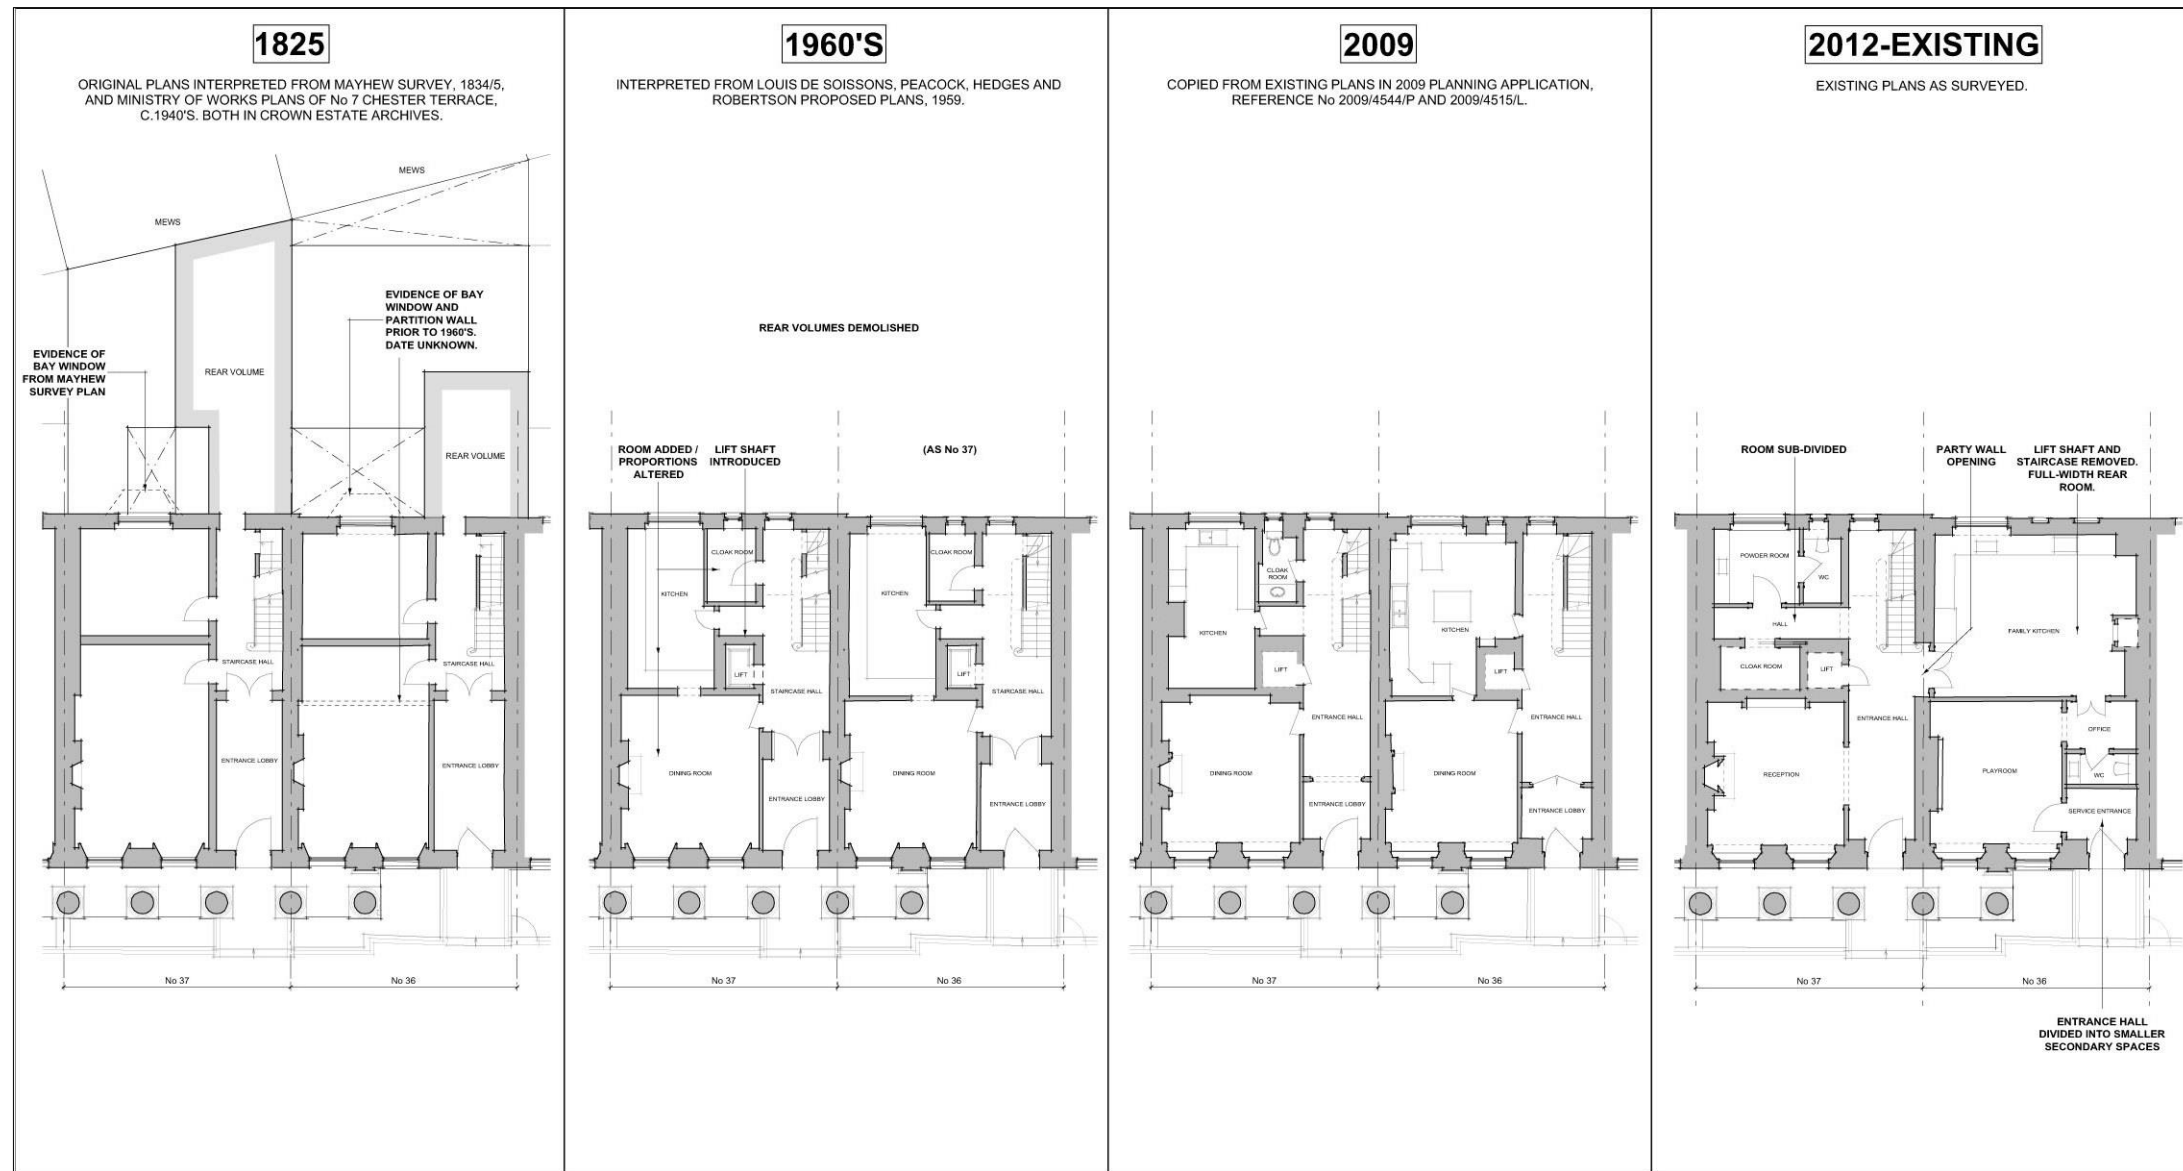 1825
ORIGINAL PLANS INTERPRETED FROM MAYHEW SURVEY, 1834/5,
AND MINISTRY OF WORKS PLANS OF No 7 CHESTER TERRACE,
C.1940'S. BOTH IN CROWN ESTATE ARCHIVES.
MEWS
MEWS
EVIDENCE OF BAY
WINDOW AND
PARTITION WALL
PRIOR TO 1960'S.
DATE UNKNOWN.
EVIDENCE OF
BAY WINDOW
FROM MAYHEW
SURVEY PLAN
REAR VOLUME
REAR VOLUME
STAIRCASE HALL
STAIRCASE HALL
ENTRANCE LOBBY
ENTRANCE LOBBY
No 37
No 36
1960'S
INTERPRETED FROM LOUIS DE SOISSONS, PEACOCK, HEDGES AND
ROBERTSON PROPOSED PLANS, 1959.
REAR VOLUMES DEMOLISHED
ROOM ADDED /
PROPORTIONS
ALTERED
LIFT SHAFT
INTRODUCED
(AS No 37)
CLOAK ROOM
CLOAK ROOM
KITCHEN
KITCHEN
LIFT
LIFT
STAIRCASE HALL
STAIRCASE HALL
DINING ROOM
DINING ROOM
ENTRANCE LOBBY
ENTRANCE LOBBY
No 37
No 36
2009
COPIED FROM EXISTING PLANS IN 2009 PLANNING APPLICATION,
REFERENCE No 2009/4544/P AND 2009/4515/L.
CLOAK
ROOM
KITCHEN
KITCHEN
LIFT
LIFT
ENTRANCE HALL
ENTRANCE HALL
DINING ROOM
DINING ROOM
ENTRANCE LOBBY
ENTRANCE LOBBY
No 37
No 36
2012-EXISTING
EXISTING PLANS AS SURVEYED.
ROOM SUB-DIVIDED
PARTY WALL
OPENING
LIFT SHAFT AND
STAIRCASE REMOVED.
FULL-WIDTH REAR
ROOM.
POWDER ROOM
WC
HALL
FAMILY KITCHEN
CLOAK ROOM
LIFT
ENTRANCE HALL
OFFICE
RECEPTION
PLAYROOM
WC
SERVICE ENTRANCE
No 37
No 36
ENTRANCE HALL
DIVIDED INTO SMALLER
SECONDARY SPACES